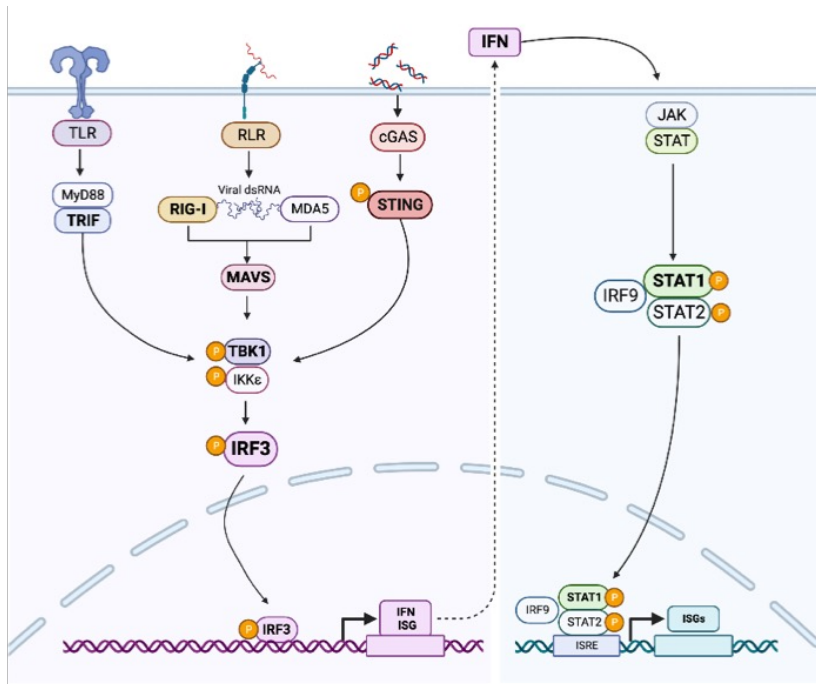 IFN
TLR
MyD88
TRIF
RLR
Viral dsRNA
RIG-I
MDA5
MAVS
cGAS
P
STING
P
TBK1
P
IKKε
P
IRF3
P
IRF3
IFN
ISG
JAK
STAT
IRF9
STAT1
P
STAT2
P
IRF9
STAT1
P
STAT2
P
ISRE
ISGs